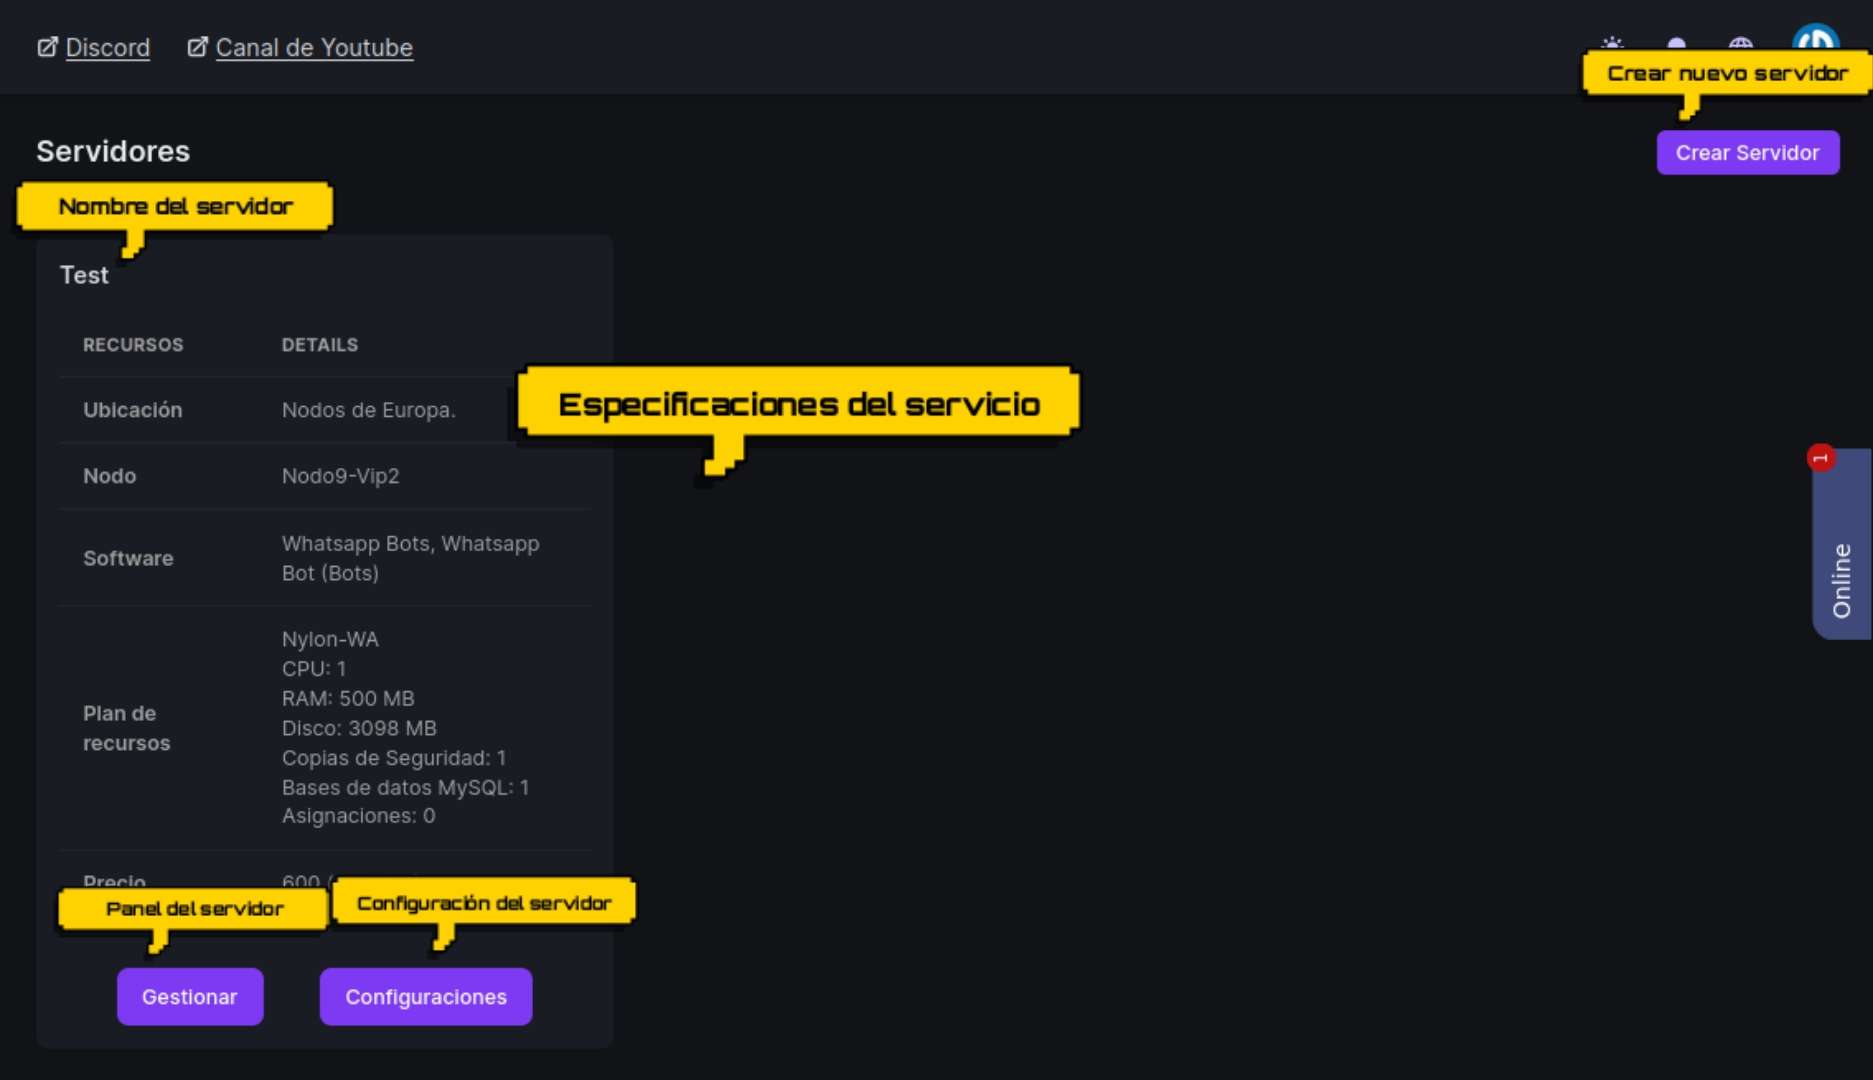 Discord
Canal de Youtube
Crear nuevo servidor
Servidores
Crear Servidor
Nombre del servidor
Test
RECURSOS DETAILS
Especificaciones del servicio
Ubicación Nodos de Europa.
Nodo Nodo9-Vip2
Software Whatsapp Bots, Whatsapp
Bot (Bots)
Plan de
recursos
Nylon-WA
CPU: 1
RAM: 500 MB
Disco: 3098 MB
Copias de Seguridad: 1
Bases de datos MySQL: 1
Asignaciones: 0
Precio 600
Panel del servidor
Configuración del servidor
Gestionar
Configuraciones
1
Online